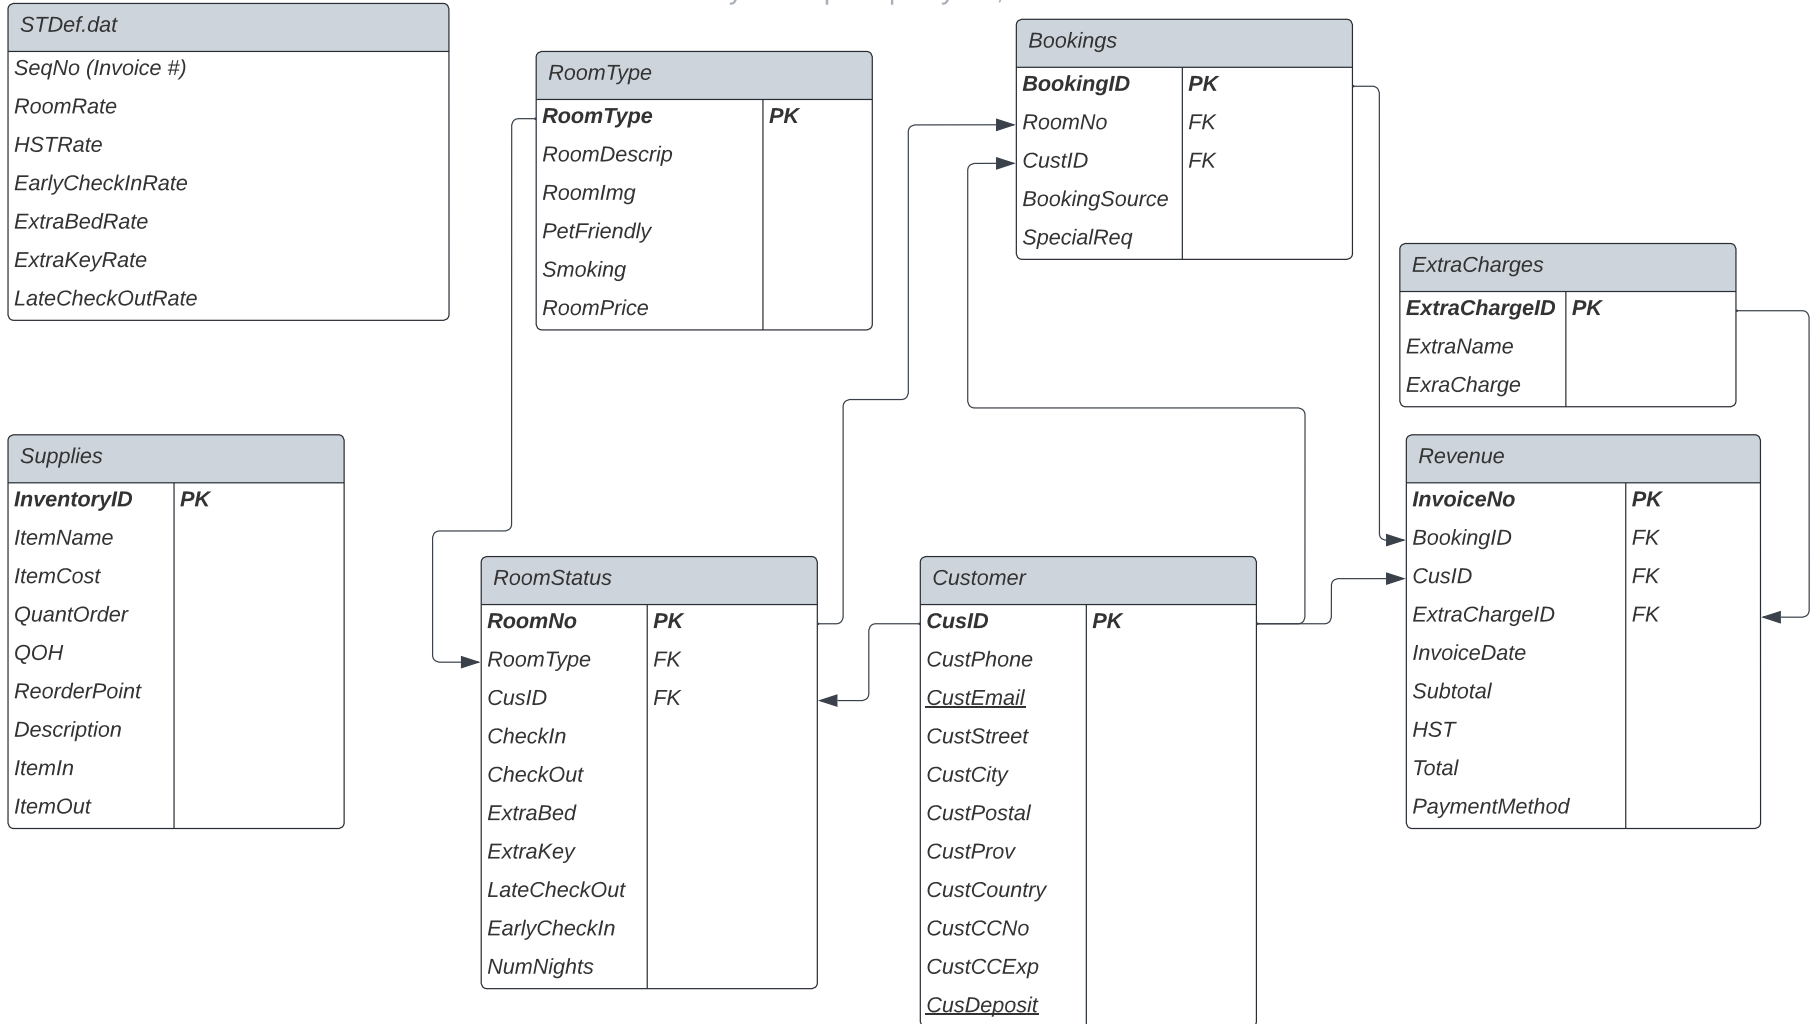 STDef.dat
SeqNo (Invoice #)
RoomRate
HSTRate
EarlyCheckInRate
ExtraBedRate
ExtraKeyRate
LateCheckOutRate
RoomType
RoomType PK
RoomDescrip
RoomImg
PetFriendly
Smoking
RoomPrice
Bookings
BookingID PK
RoomNo FK
CustID FK
BookingSource
SpecialReq
ExtraCharges
ExtraChargeID PK
ExtraName
ExraCharge
Supplies
InventoryID PK
ItemName
ItemCost
QuantOrder
QOH
ReorderPoint
Description
ItemIn
ItemOut
RoomStatus
RoomNo PK
RoomType FK
CusID FK
CheckIn
CheckOut
ExtraBed
ExtraKey
LateCheckOut
EarlyCheckIn
NumNights
Customer
CusID PK
CustPhone
CustEmail
CustStreet
CustCity
CustPostal
CustProv
CustCountry
CustCCNo
CustCCExp
CusDeposit
Revenue
InvoiceNo PK
BookingID FK
CusID FK
ExtraChargeID FK
InvoiceDate
Subtotal
HST
Total
PaymentMethod